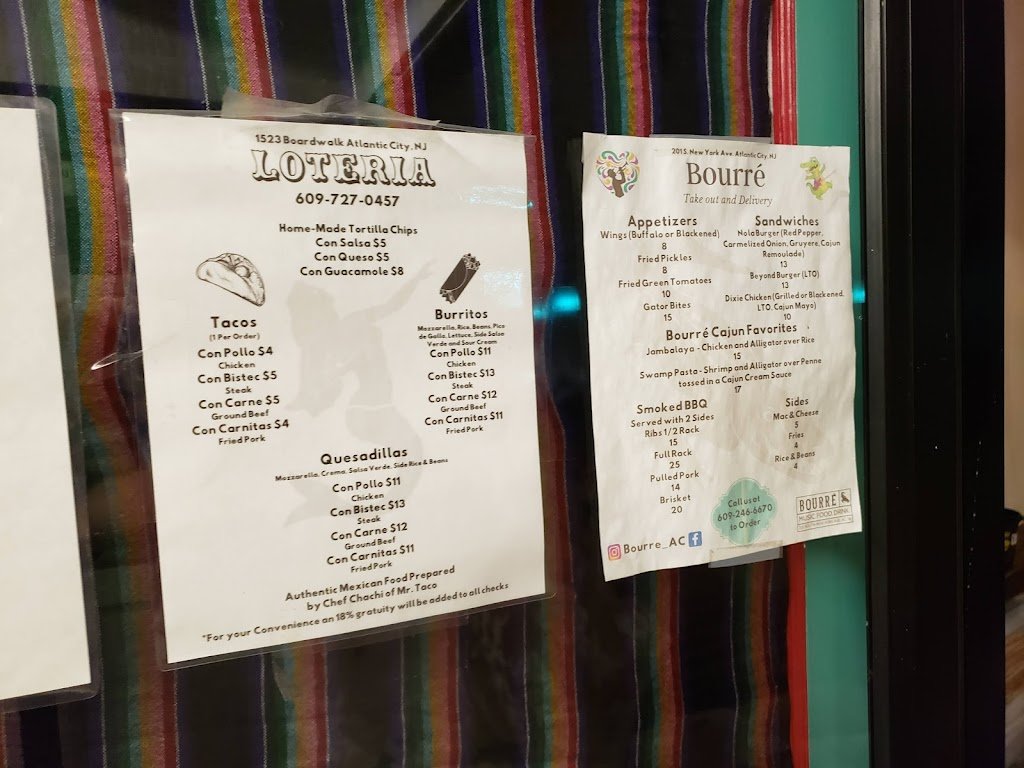 1523 Boardwalk Atlantic City, NJ
LOTERIA
609-727-0457
Home-Made Tortilla Chips
Con Salsa $5
Con Queso $5
Con Guacamole $8
Tacos
(1 Per Order)
Con Pollo $4
Chicken
Con Bistec $5
Steak
Con Carne $5
Ground Beef
Con Carnitas $4
Fried Pork
Burritos
Mozzarella, Rice, Beans, Pico
de Gallo, Lettuce, Side Salsa
Verde and Sour Cream
Con Pollo $11
Chicken
Con Bistec $13
Steak
Con Carne $12
Ground Beef
Con Carnitas $11
Fried Pork
Quesadillas
Mozzarella, Crema, Salsa Verde, Side Rice & Beans
Con Pollo $11
Chicken
Con Bistec $13
Steak
Con Carne $12
Ground Beef
Con Carnitas $11
Fried Pork
Authentic Mexican Food Prepared
by Chef Chachi of Mr. Taco
*For your Convenience an 18% gratuity will be added to all checks
201 S. New York Ave. Atlantic City, NJ
Bourré
Take out and Delivery
Appetizers
Wings (Buffalo or Blackened)
8
Fried Pickles
8
Fried Green Tomatoes
10
Gator Bites
15
Sandwiches
Nola Burger (Red Pepper,
Carmelized Onion, Gruyere, Cajun
Remoulade)
13
Beyond Burger (LTO)
13
Dixie Chicken (Grilled or Blackened,
LTO, Cajun Mayo)
10
Bourré Cajun Favorites
Jambalaya - Chicken and Alligator over Rice
15
Swamp Pasta - Shrimp and Alligator over Penne
tossed in a Cajun Cream Sauce
17
Smoked BBQ
Served with 2 Sides
Ribs 1/2 Rack
15
Full Rack
25
Pulled Pork
14
Brisket
20
Sides
Mac & Cheese
5
Fries
4
Rice & Beans
4
Call us at
609-246-6670
to Order
BOURRÉ
MUSIC FOOD DRINK
Bourre_AC